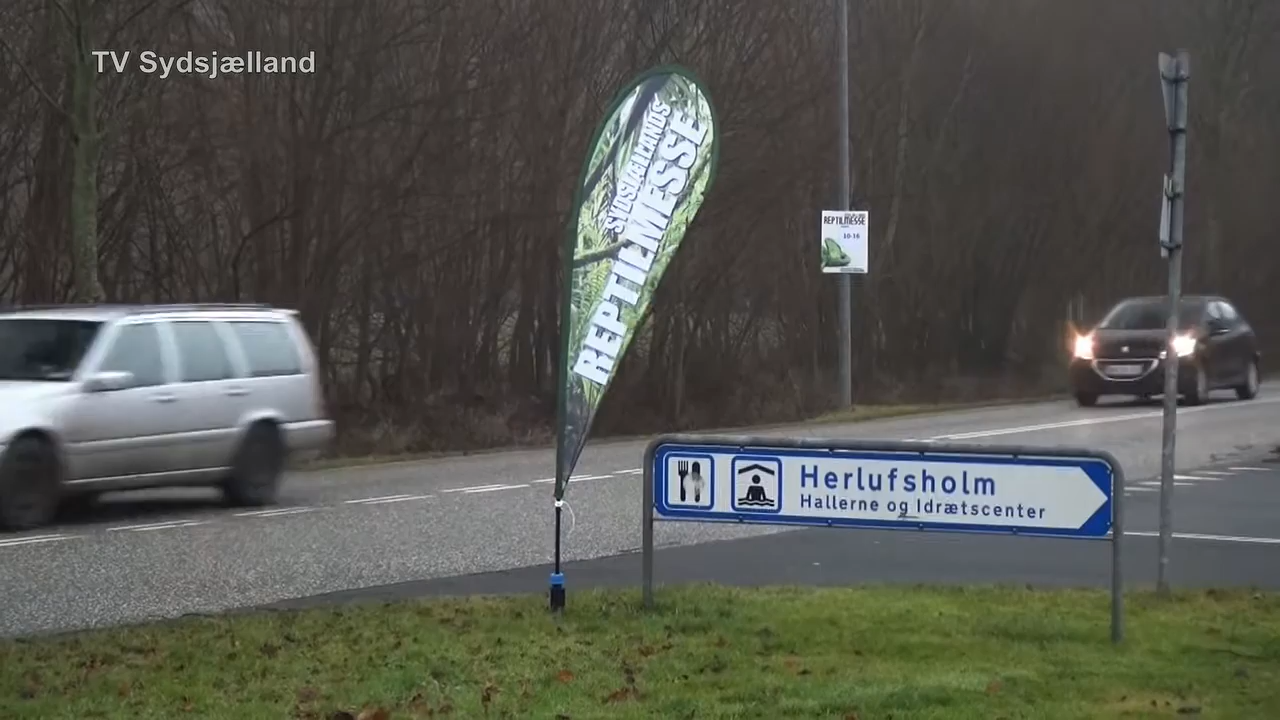 TV Sydsjælland
SYDSJÆLLANDS
REPTILMESSE
REPTILMESSE
10-16
Herlufsholm
Hallerne og Idrætscenter